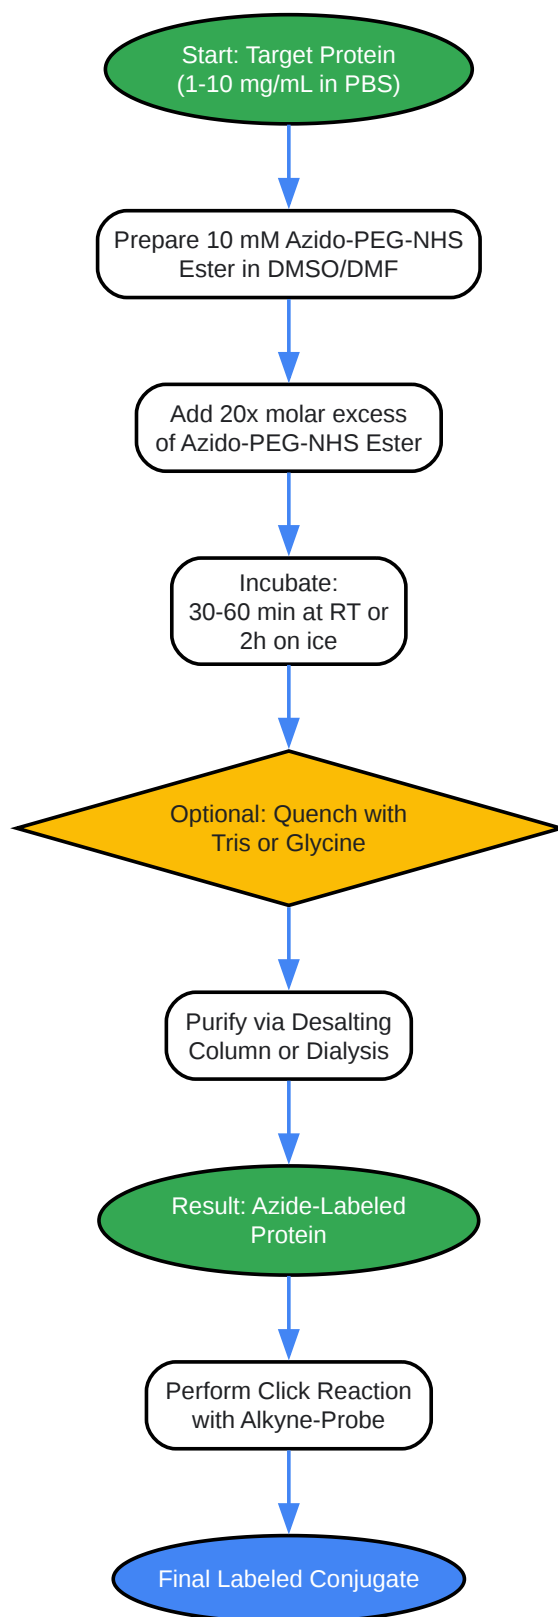 Start: Target Protein
(1-10 mg/mL in PBS)
Prepare 10 mM Azido-PEG-NHS
Ester in DMSO/DMF
Add 20x molar excess
of Azido-PEG-NHS Ester
Incubate:
30-60 min at RT or
2h on ice
Optional: Quench with
Tris or Glycine
Purify via Desalting
Column or Dialysis
Result: Azide-Labeled
Protein
Perform Click Reaction
with Alkyne-Probe
Final Labeled Conjugate